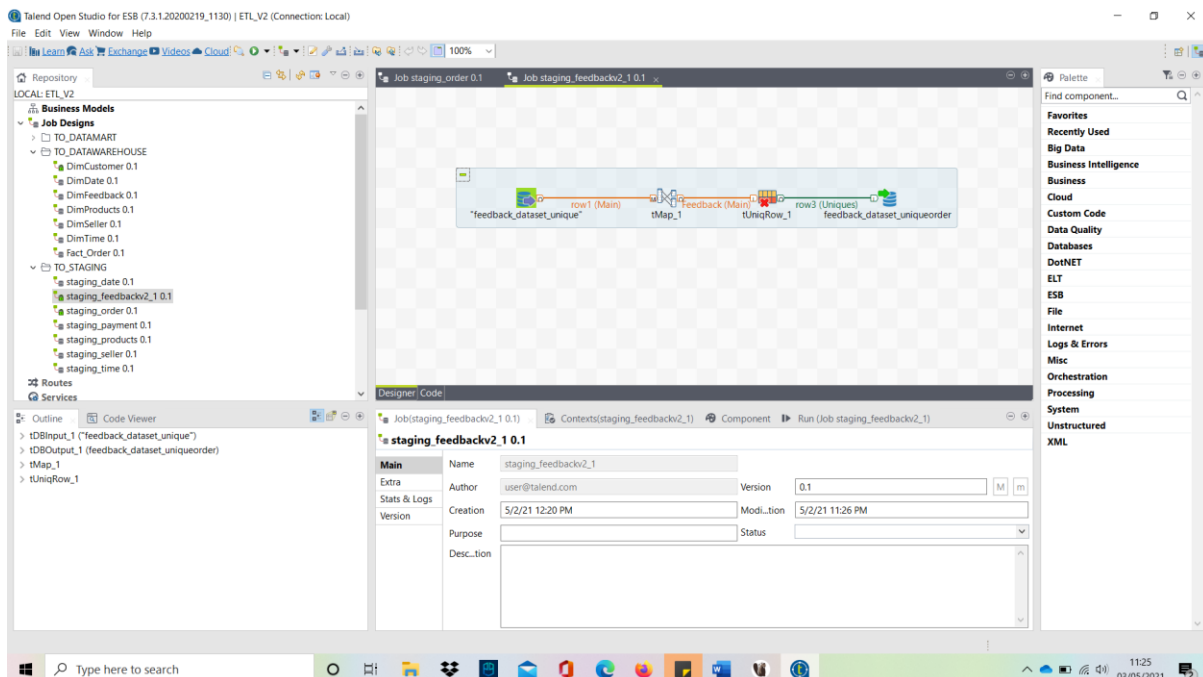 Talend Open Studio for ESB (7.3.1.20200219_1130) | ETL_V2 (Connection: Local)
File Edit View Window Help
Learn Ask Exchange Videos Cloud 100%
Repository
LOCAL: ETL_V2
Business Models
Job Designs
TO_DATAMART
TO_DATAWAREHOUSE
DimCustomer 0.1
DimDate 0.1
DimFeedback 0.1
DimProducts 0.1
DimSeller 0.1
DimTime 0.1
Fact_Order 0.1
TO_STAGING
staging_date 0.1
staging_feedbackv2_1 0.1
staging_order 0.1
staging_payment 0.1
staging_products 0.1
staging_seller 0.1
staging_time 0.1
Routes
Services
Job staging_order 0.1 Job staging_feedbackv2_1 0.1
row1 (Main) Feedback (Main) row3 (Uniques)
"feedback_dataset_unique" tMap_1 tUniqRow_1 feedback_dataset_uniqueorder
Designer Code
Palette
Find component...
Favorites
Recently Used
Big Data
Business Intelligence
Business
Cloud
Custom Code
Data Quality
Databases
DotNET
ELT
ESB
File
Internet
Logs & Errors
Misc
Orchestration
Processing
System
Unstructured
XML
Outline Code Viewer
tDBInput_1 ("feedback_dataset_unique")
tDBOutput_1 (feedback_dataset_uniqueorder)
tMap_1
tUniqRow_1
Job(staging_feedbackv2_1 0.1) Contexts(staging_feedbackv2_1) Component Run (Job staging_feedbackv2_1)
staging_feedbackv2_1 0.1
Main
Extra
Stats & Logs
Version
Name staging_feedbackv2_1
Author user@talend.com Version 0.1 M m
Creation 5/2/21 12:20 PM Modi...tion 5/2/21 11:26 PM
Purpose Status
Desc...tion
Type here to search
11:25
03/05/2021